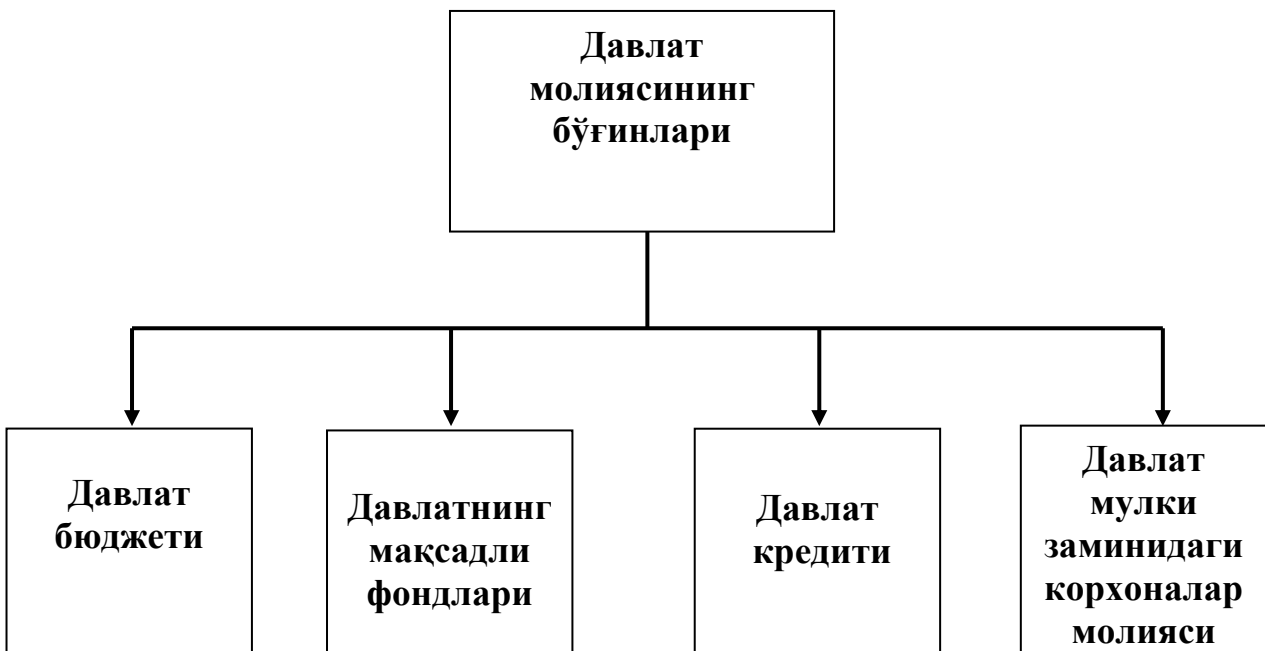 Давлат
молиясининг
бўғинлари
Давлат
бюджети
Давлатнинг
мақсадли
фондлари
Давлат
кредити
Давлат
мулки
заминидаги
корхоналар
молияси